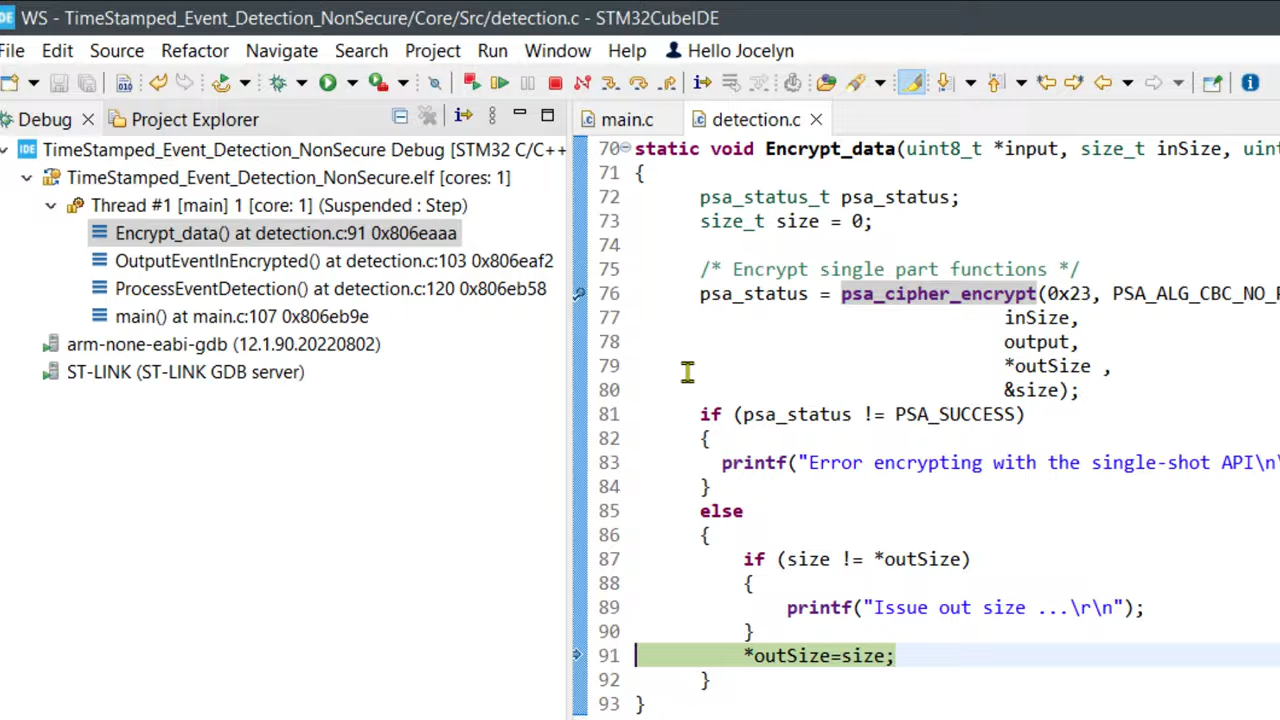 IDE WS - TimeStamped_Event_Detection_NonSecure/Core/Src/detection.c - STM32CubeIDE
File Edit Source Refactor Navigate Search Project Run Window Help Hello Jocelyn
Debug Project Explorer
IDE TimeStamped_Event_Detection_NonSecure Debug [STM32 C/C++
TimeStamped_Event_Detection_NonSecure.elf [cores: 1]
Thread #1 [main] 1 [core: 1] (Suspended : Step)
Encrypt_data() at detection.c:91 0x806eaaa
OutputEventInEncrypted() at detection.c:103 0x806eaf2
ProcessEventDetection() at detection.c:120 0x806eb58
main() at main.c:107 0x806eb9e
arm-none-eabi-gdb (12.1.90.20220802)
ST-LINK (ST-LINK GDB server)
main.c detection.c
70 static void Encrypt_data(uint8_t *input, size_t inSize, uint
71 {
72 psa_status_t psa_status;
73 size_t size = 0;
74
75 /* Encrypt single part functions */
76 psa_status = psa_cipher_encrypt(0x23, PSA_ALG_CBC_NO_P
77 inSize,
78 output,
79 *outSize ,
80 &size);
81 if (psa_status != PSA_SUCCESS)
82 {
83 printf("Error encrypting with the single-shot API\n\
84 }
85 else
86 {
87 if (size != *outSize)
88 {
89 printf("Issue out size ...\r\n");
90 }
91 *outSize=size;
92 }
93 }